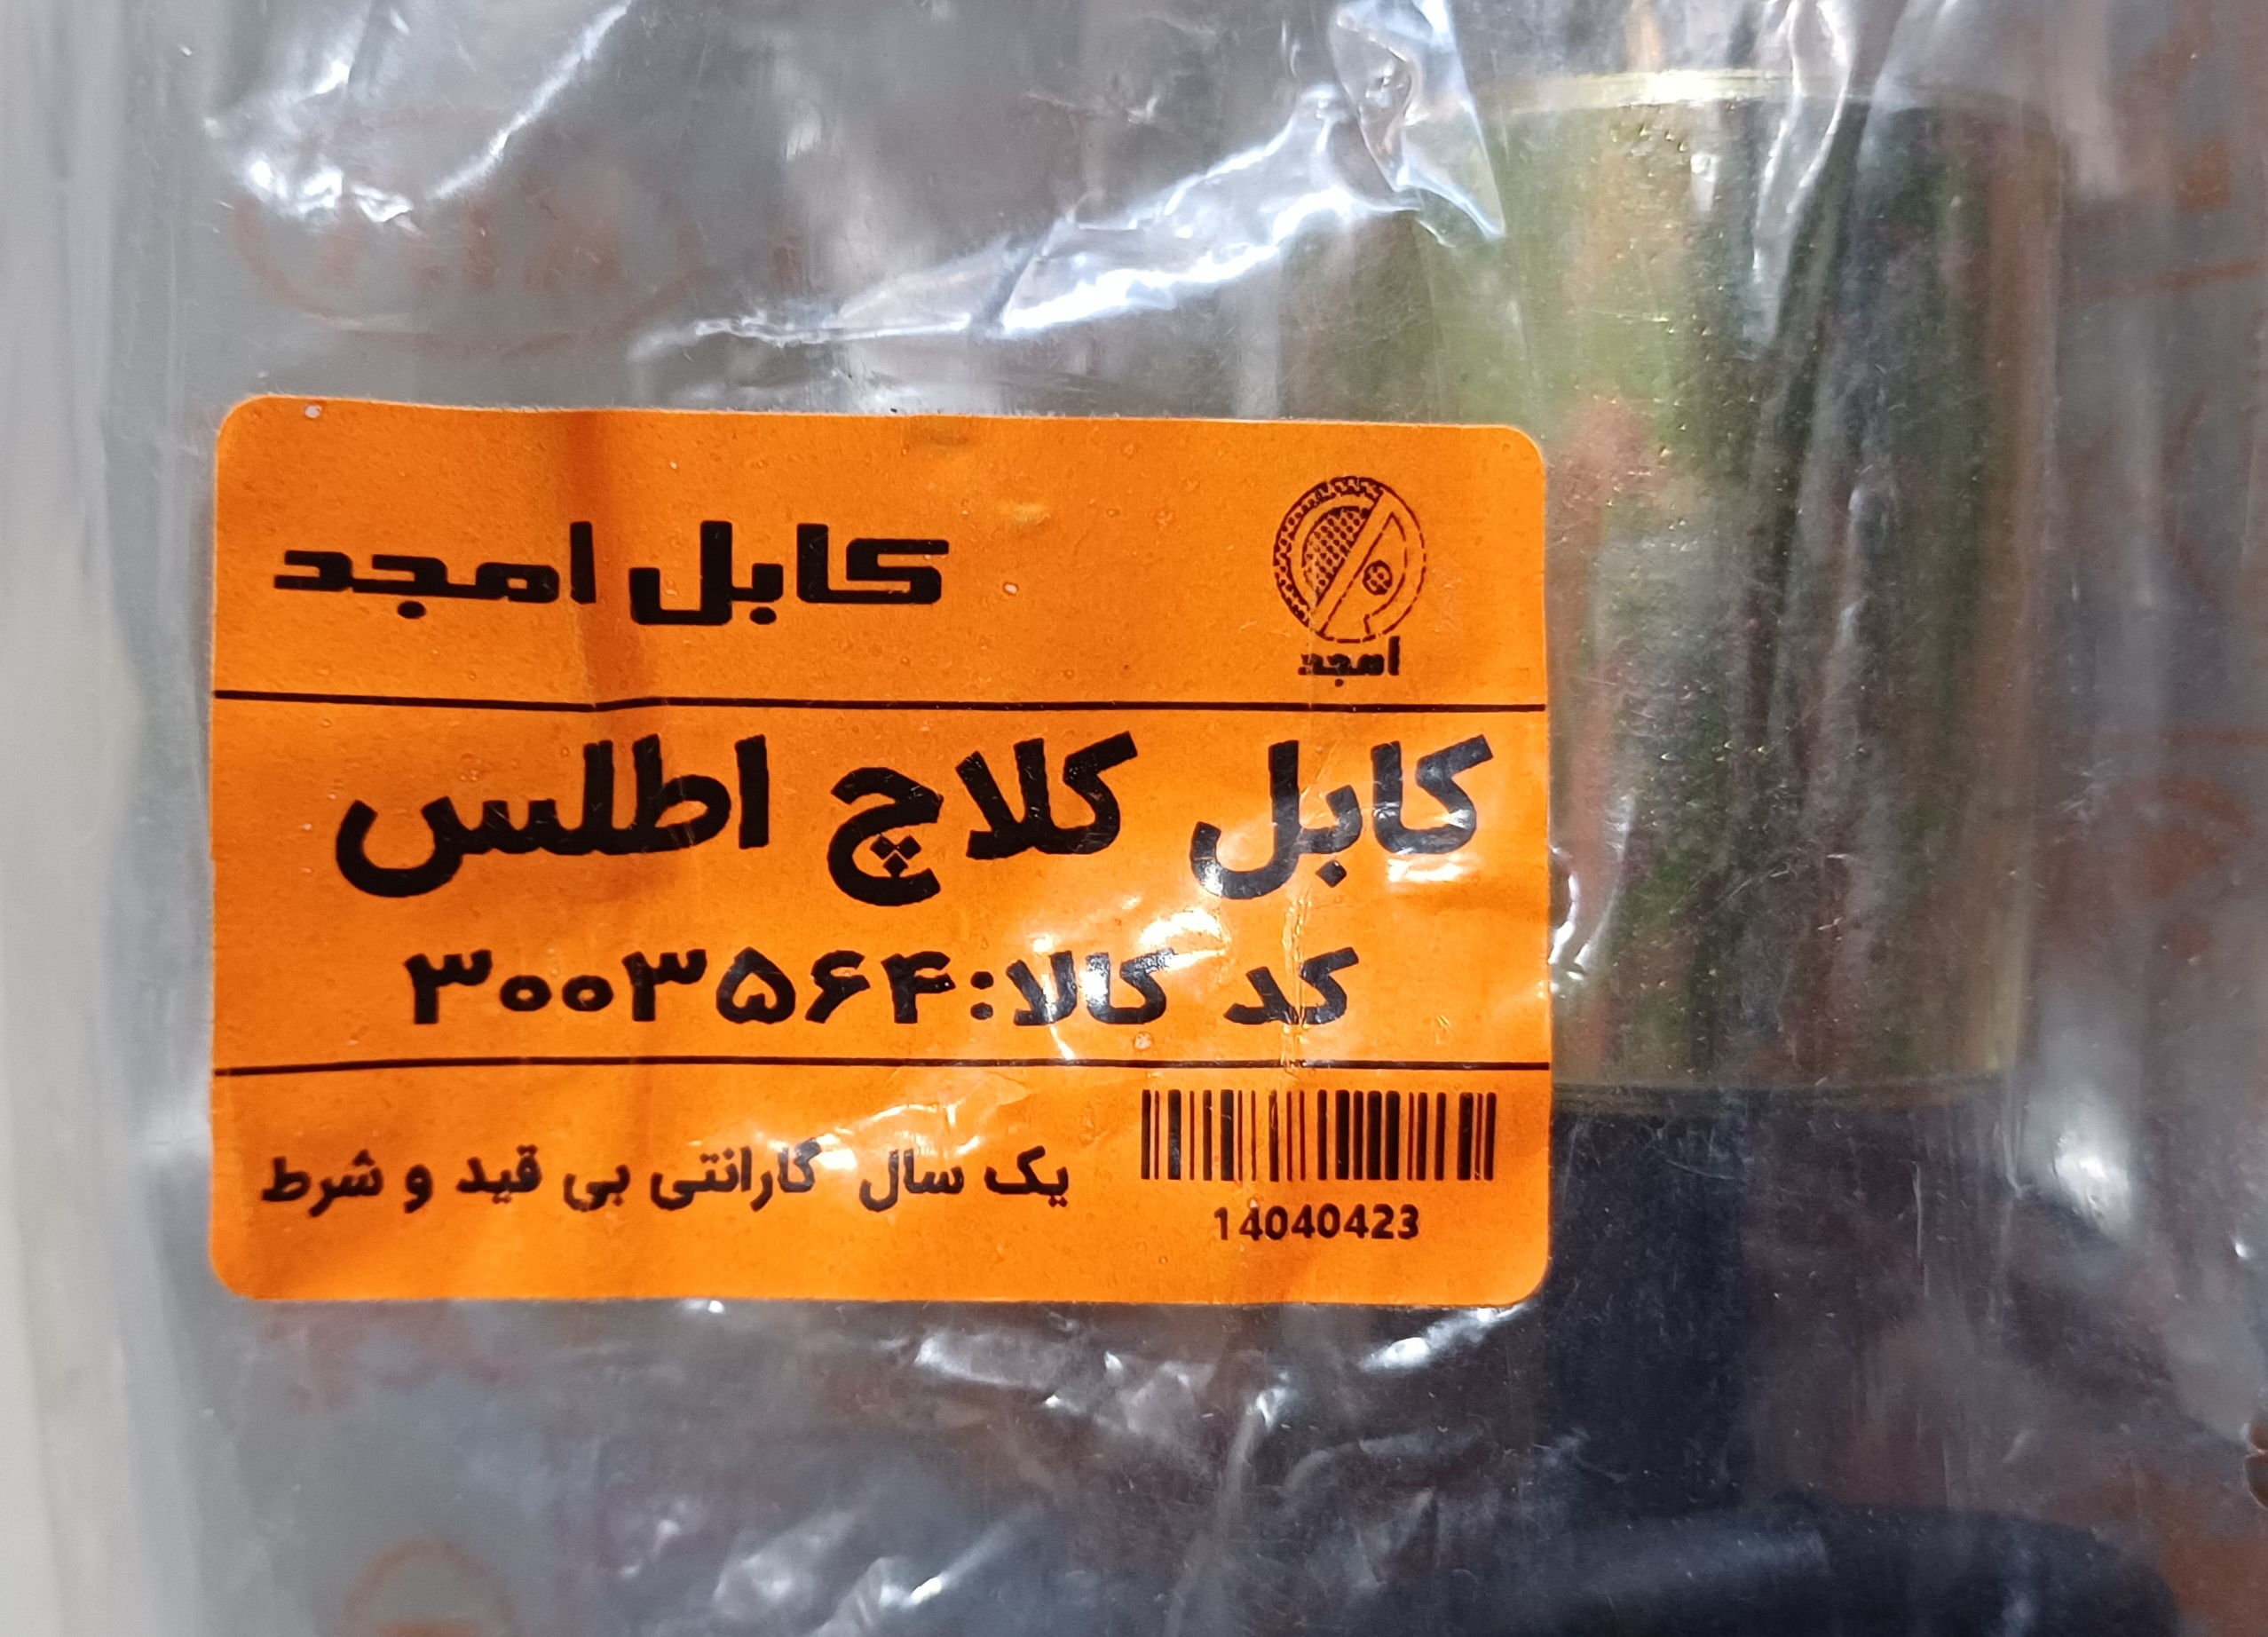 کابل امجد
امجد
کابل کلاچ اطلس
کد کالا:۳۰۰۳۵۶۴
یک سال گارانتی بی قید و شرط
14040423